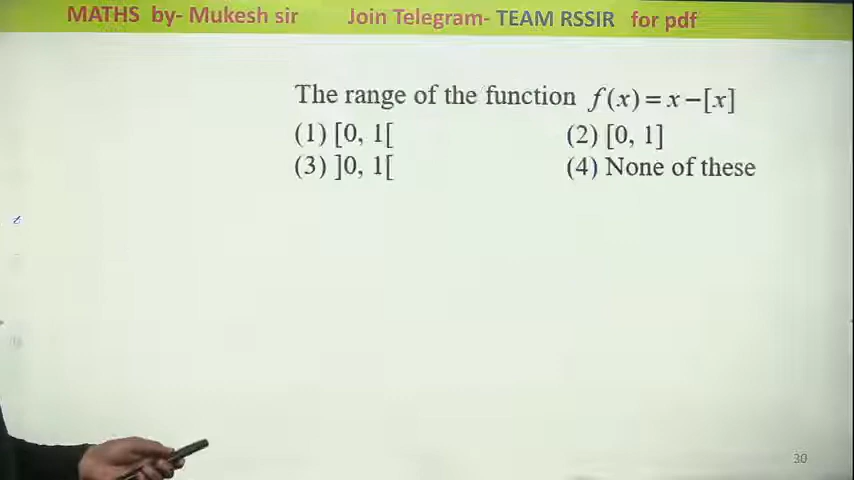 MATHS by- Mukesh sir Join Telegram- TEAM RSSIR for pdf
The range of the function f(x)=x−[x]
(1) [0, 1[ (2) [0, 1]
(3) ]0, 1[ (4) None of these
30